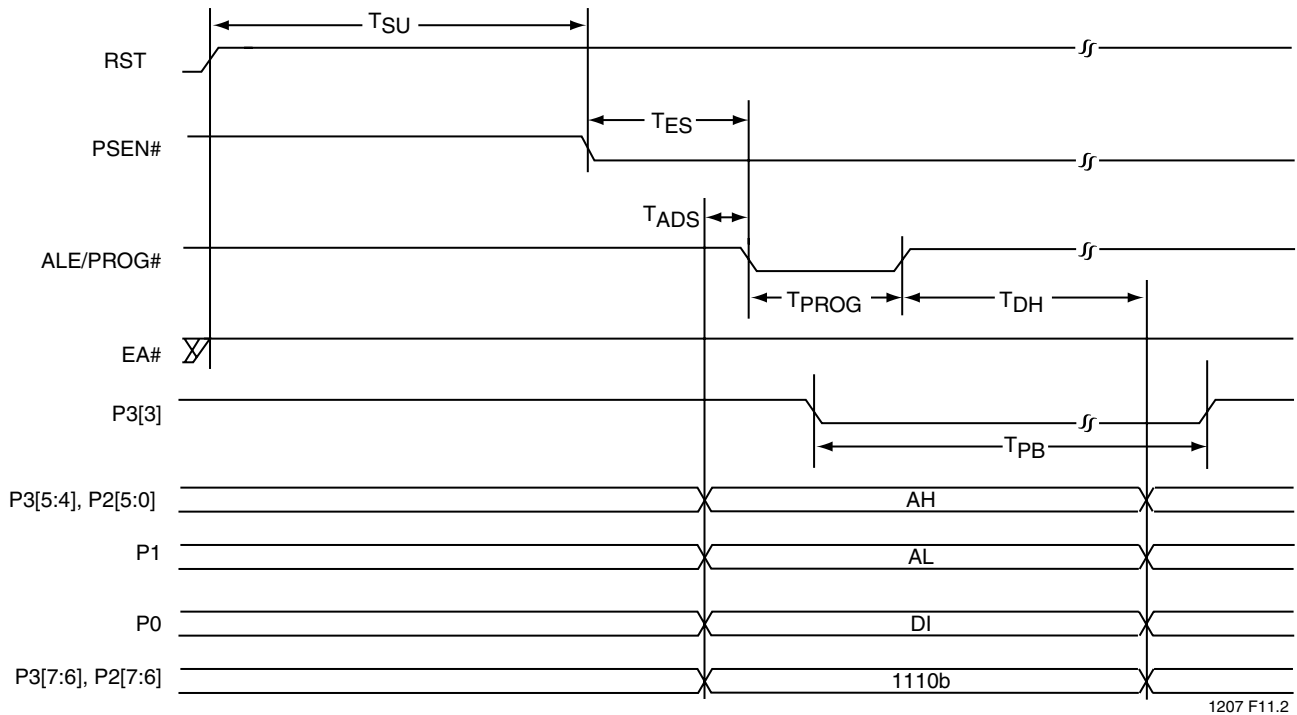 TSU
RST
TES
PSEN#
TADS
ALE/PROG#
TPROG
TDH
EA#
P3[3]
TPB
P3[5:4], P2[5:0]
AH
P1
AL
P0
DI
P3[7:6], P2[7:6]
1110b
1207 F11.2